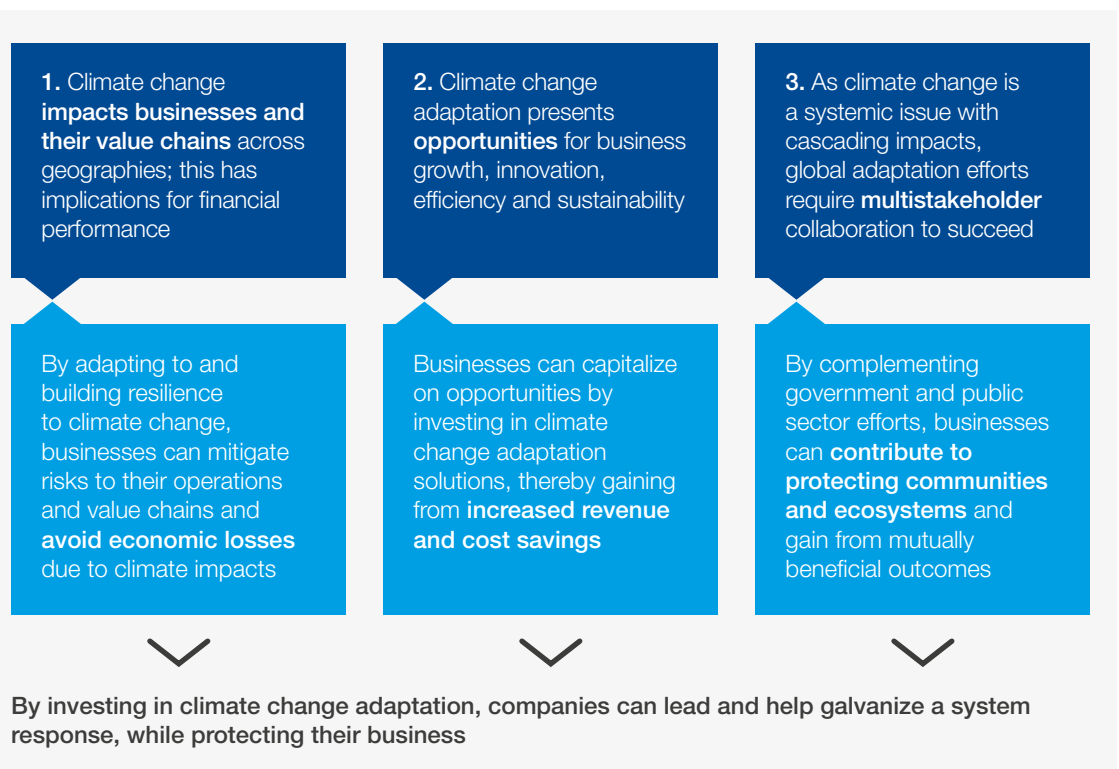 1. Climate change
impacts businesses and
their value chains across
geographies; this has
implications for financial
performance
By adapting to and
building resilience
to climate change,
businesses can mitigate
risks to their operations
and value chains and
avoid economic losses
due to climate impacts
2. Climate change
adaptation presents
opportunities for business
growth, innovation,
efficiency and sustainability
Businesses can capitalize
on opportunities by
investing in climate
change adaptation
solutions, thereby gaining
from increased revenue
and cost savings
3. As climate change is
a systemic issue with
cascading impacts,
global adaptation efforts
require multistakeholder
collaboration to succeed
By complementing
government and public
sector efforts, businesses
can contribute to
protecting communities
and ecosystems and
gain from mutually
beneficial outcomes
By investing in climate change adaptation, companies can lead and help galvanize a system
response, while protecting their business